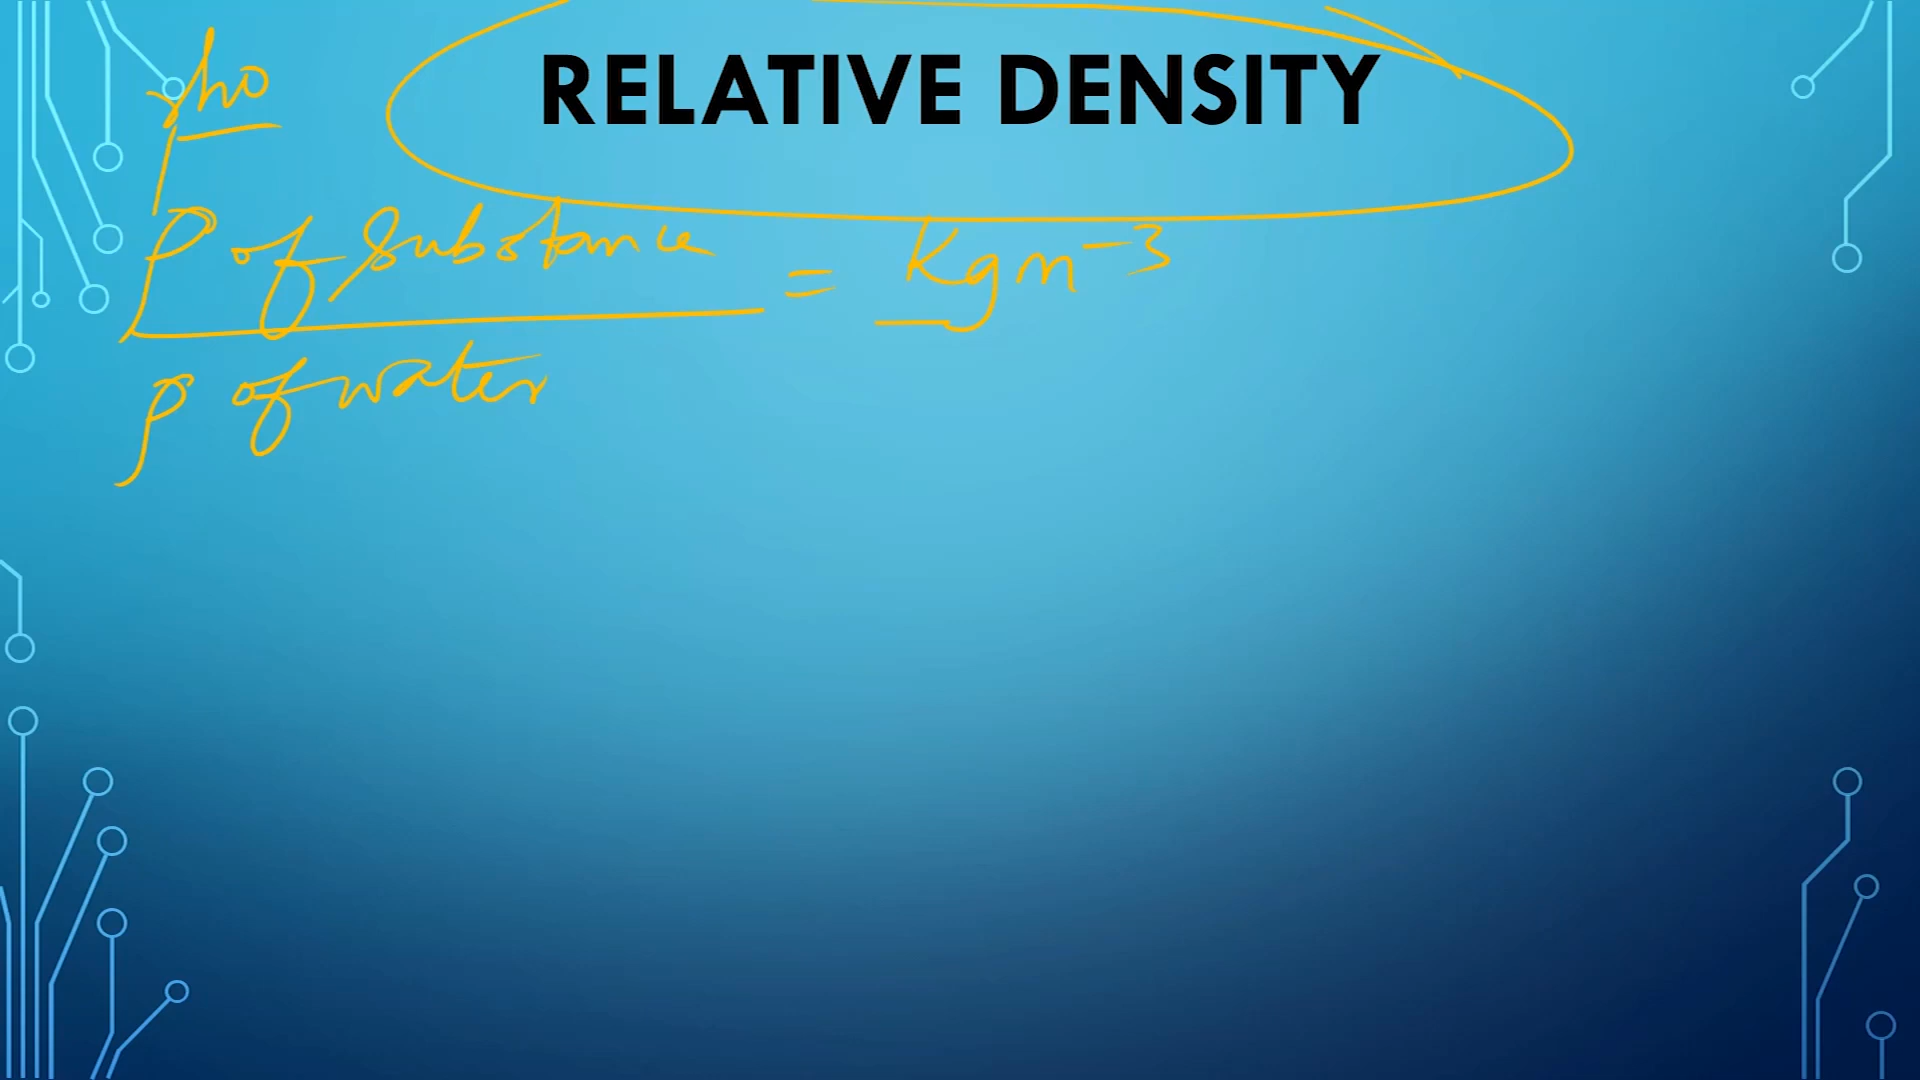 RELATIVE DENSITY
rho
ρ of substance = Kgm⁻³
ρ of water